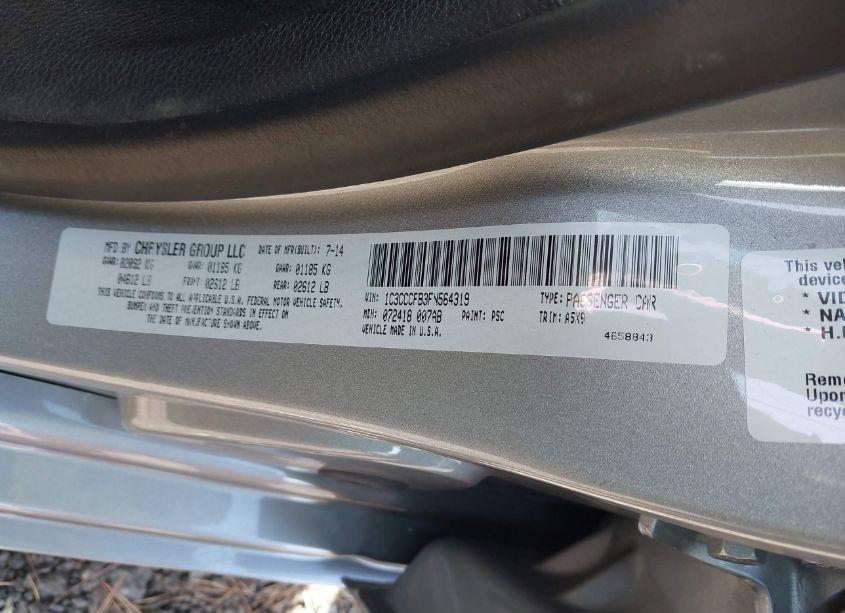 MFD BY CHRYSLER GROUP LLC DATE OF MFR(BUILT): 7-14
GVWR: 02092 KG GAWR: 01185 KG GAWR: 01185 KG
04612 LB FRONT: 02612 LB REAR: 02612 LB
THIS VEHICLE CONFORMS TO ALL APPLICABLE U.S.A. FEDERAL MOTOR VEHICLE SAFETY,
BUMPER AND THEFT PREVENTION STANDARDS IN EFFECT ON
THE DATE OF MANUFACTURE SHOWN ABOVE.
VIN: 1C3CCCFB3FN564319 TYPE: PASSENGER CAR
MDH: 072418 007AB PAINT: PSC TRIM: A5X9
VEHICLE MADE IN U.S.A. 4658843
This veh
device
* VID
* NA
* H.I
Remo
Upon
recyc